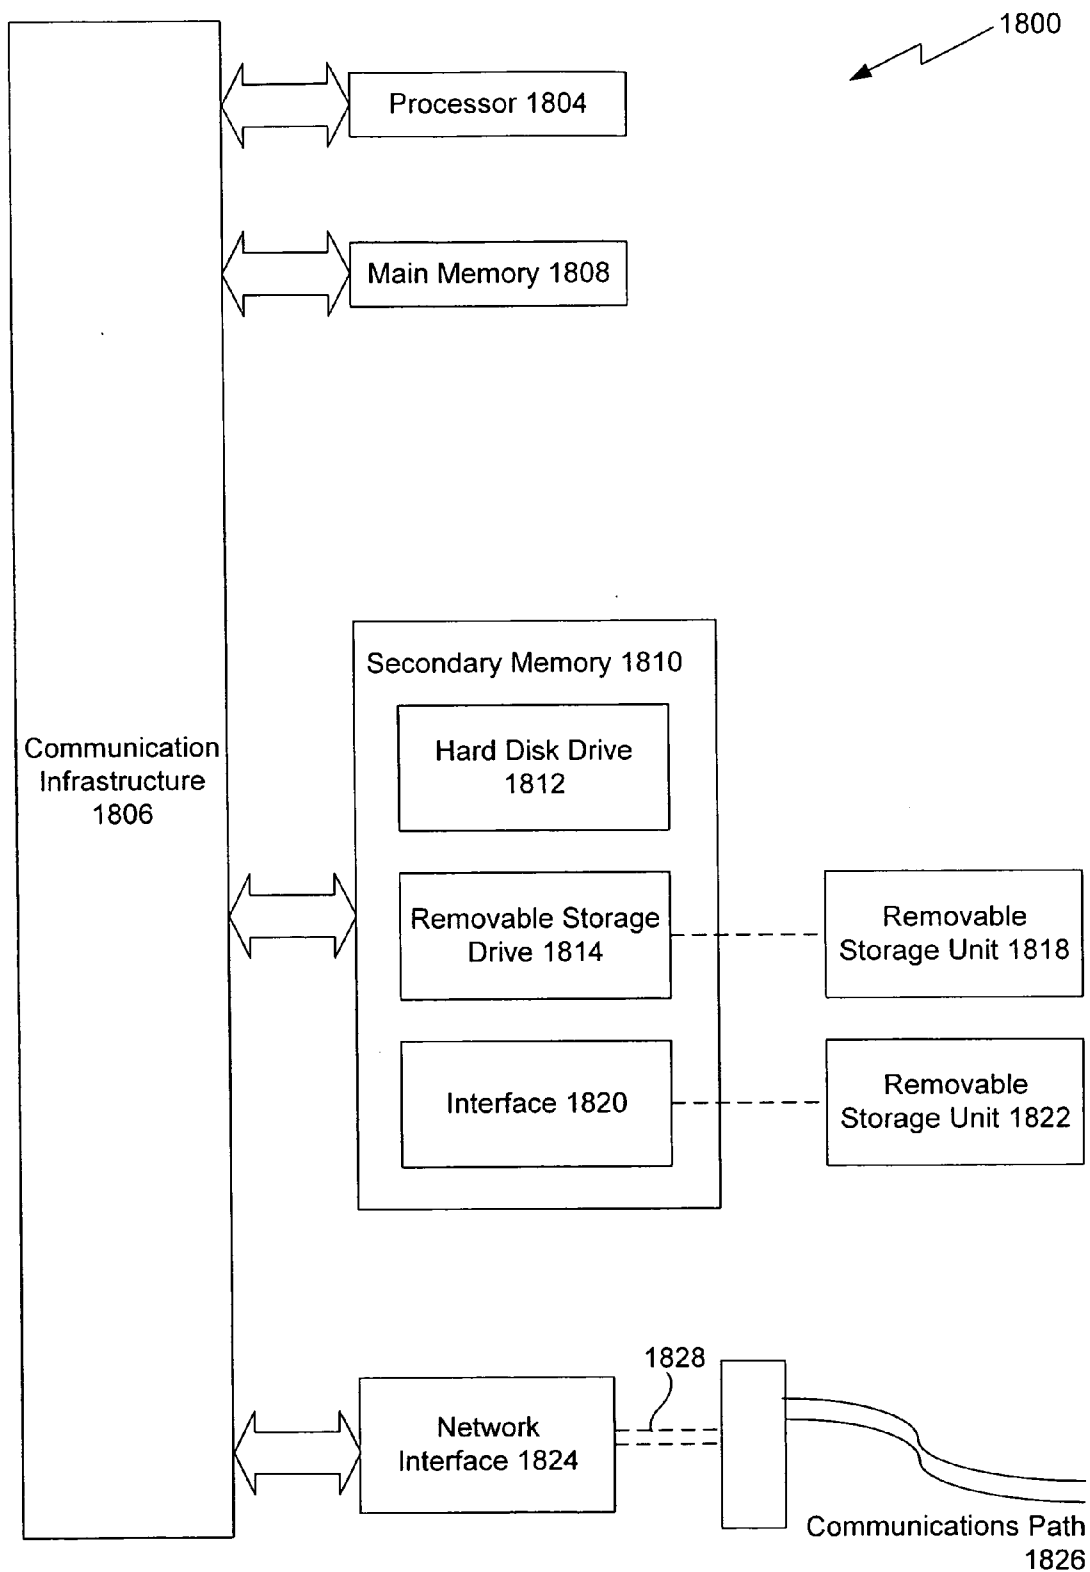 1800
Processor 1804
Main Memory 1808
Secondary Memory 1810
Hard Disk Drive
1812
Communication
Infrastructure
1806
Removable Storage
Drive 1814
Removable
Storage Unit 1818
Interface 1820
Removable
Storage Unit 1822
1828
Network
Interface 1824
Communications Path
1826